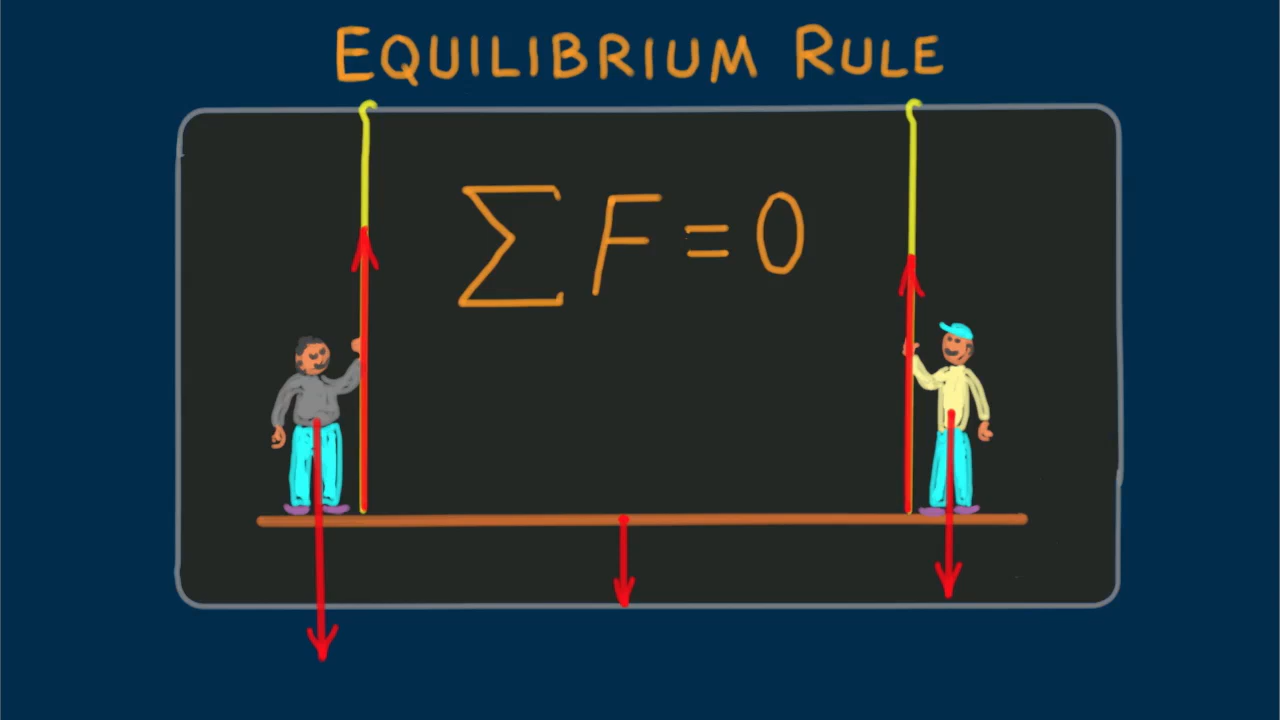 EQUILIBRIUM RULE
∑ F = 0